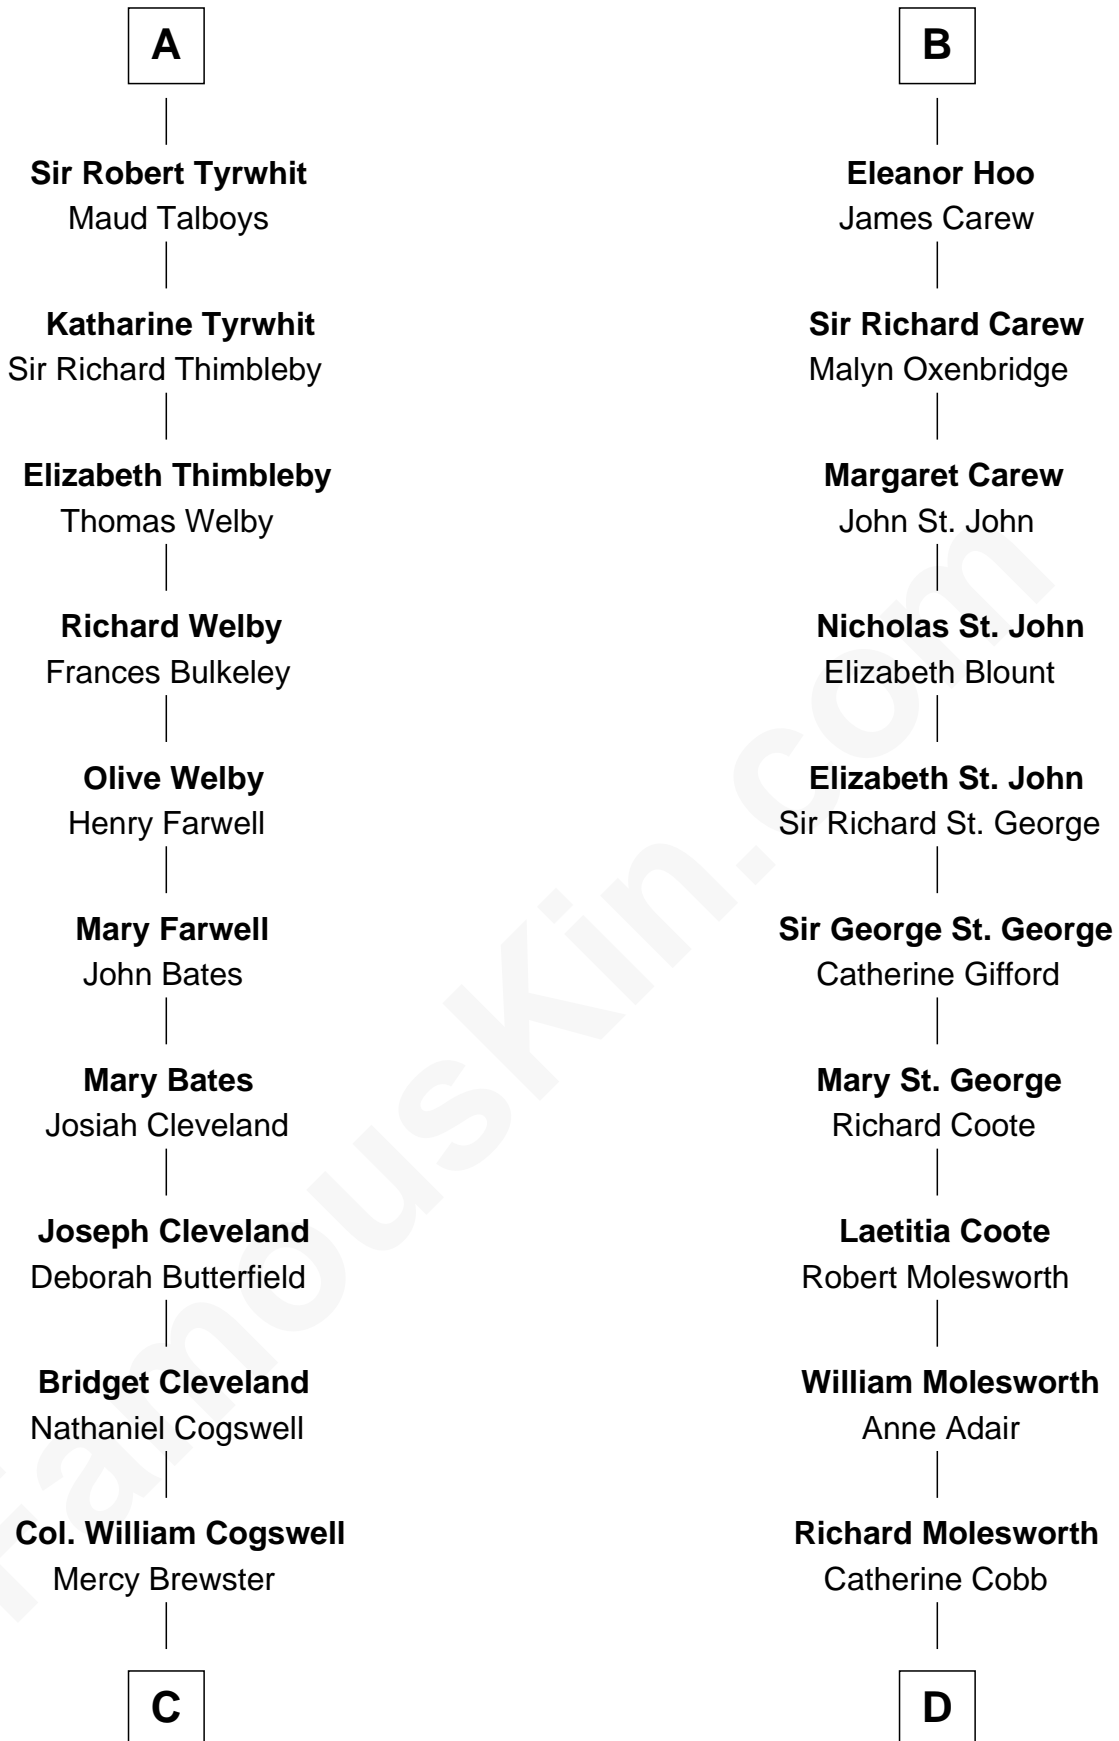 A
Sir Robert Tyrwhit
Maud Talboys
Katharine Tyrwhit
Sir Richard Thimbleby
Elizabeth Thimbleby
Thomas Welby
Richard Welby
Frances Bulkeley
Olive Welby
Henry Farwell
Mary Farwell
John Bates
Mary Bates
Josiah Cleveland
Joseph Cleveland
Deborah Butterfield
Bridget Cleveland
Nathaniel Cogswell
Col. William Cogswell
Mercy Brewster
C
B
Eleanor Hoo
James Carew
Sir Richard Carew
Malyn Oxenbridge
Margaret Carew
John St. John
Nicholas St. John
Elizabeth Blount
Elizabeth St. John
Sir Richard St. George
Sir George St. George
Catherine Gifford
Mary St. George
Richard Coote
Laetitia Coote
Robert Molesworth
William Molesworth
Anne Adair
Richard Molesworth
Catherine Cobb
D
FamousKin.com